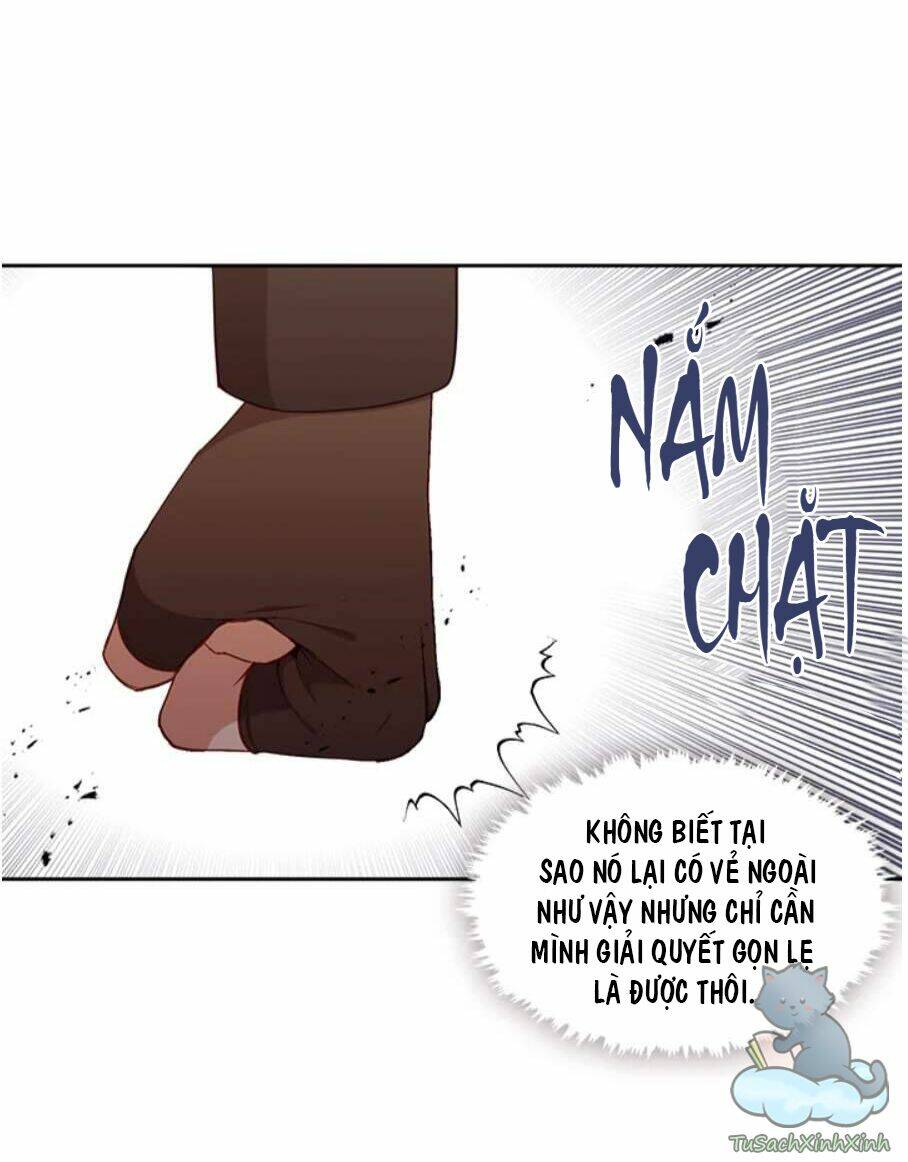 NẮM
CHẶT
KHÔNG BIẾT TẠI
SAO NÓ LẠI CÓ VẺ NGOÀI
NHƯ VẬY NHƯNG CHỈ CẦN
MÌNH GIẢI QUYẾT GỌN LẸ
LÀ ĐƯỢC THÔI.
TuSachXinhXinh